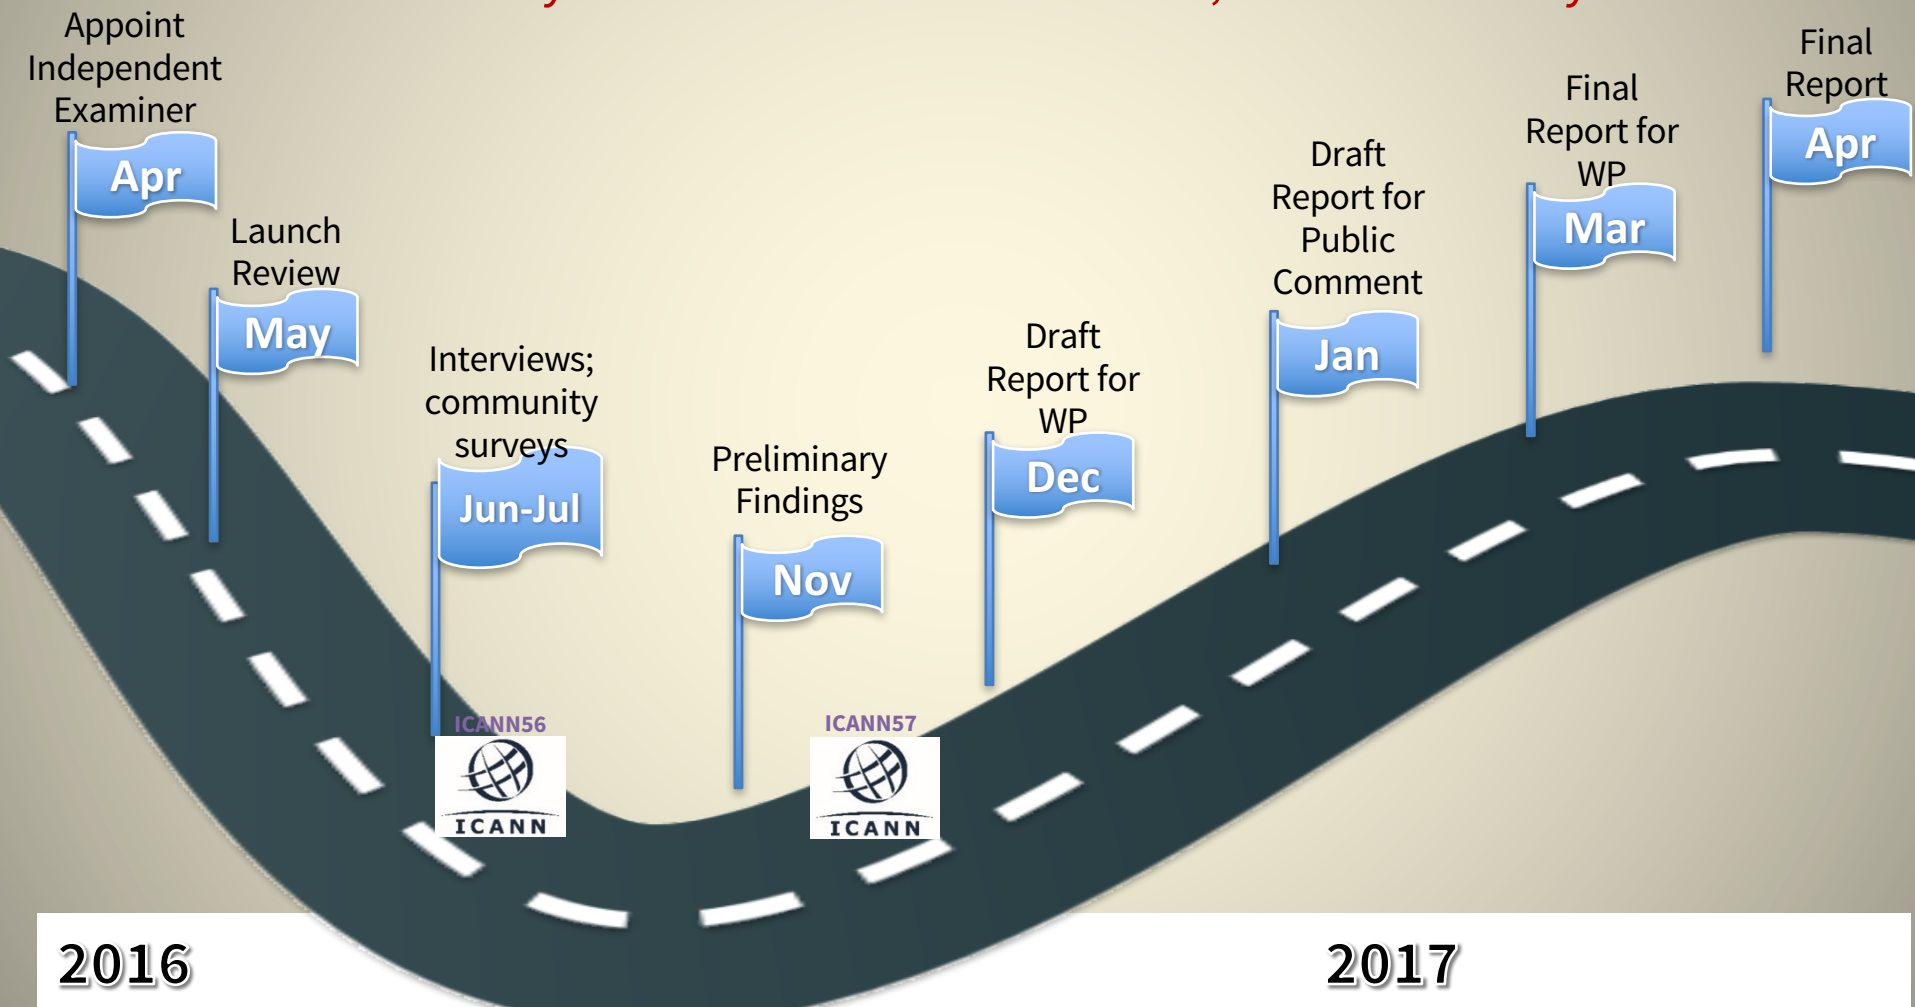 Appoint
Independent
Examiner
Apr
Launch
Review
May
Interviews;
community
surveys
Jun-Jul
ICANN56
ICANN
Preliminary
Findings
Nov
ICANN57
ICANN
Draft
Report for
WP
Dec
Draft
Report for
Public
Comment
Jan
Final
Report for
WP
Mar
Final
Report
Apr
2016
2017